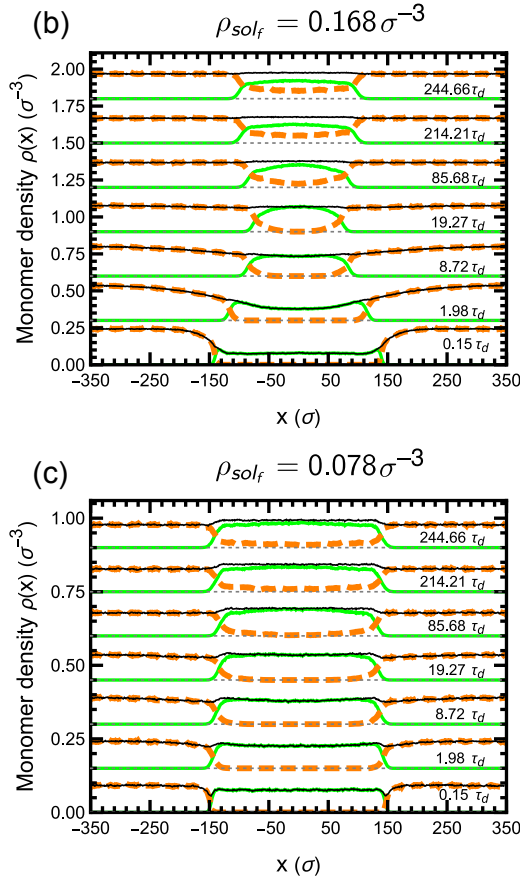 (b) ρ_{sol_f} = 0.168 σ^{−3}
Monomer density ρ(x) (σ^{−3})
2.00
1.75
1.50
1.25
1.00
0.75
0.50
0.25
0.00
244.66 τ_d
214.21 τ_d
85.68 τ_d
19.27 τ_d
8.72 τ_d
1.98 τ_d
0.15 τ_d
−350 −250 −150 −50 50 150 250 350
x (σ)
(c) ρ_{sol_f} = 0.078 σ^{−3}
Monomer density ρ(x) (σ^{−3})
1.00
0.75
0.50
0.25
0.00
244.66 τ_d
214.21 τ_d
85.68 τ_d
19.27 τ_d
8.72 τ_d
1.98 τ_d
0.15 τ_d
−350 −250 −150 −50 50 150 250 350
x (σ)